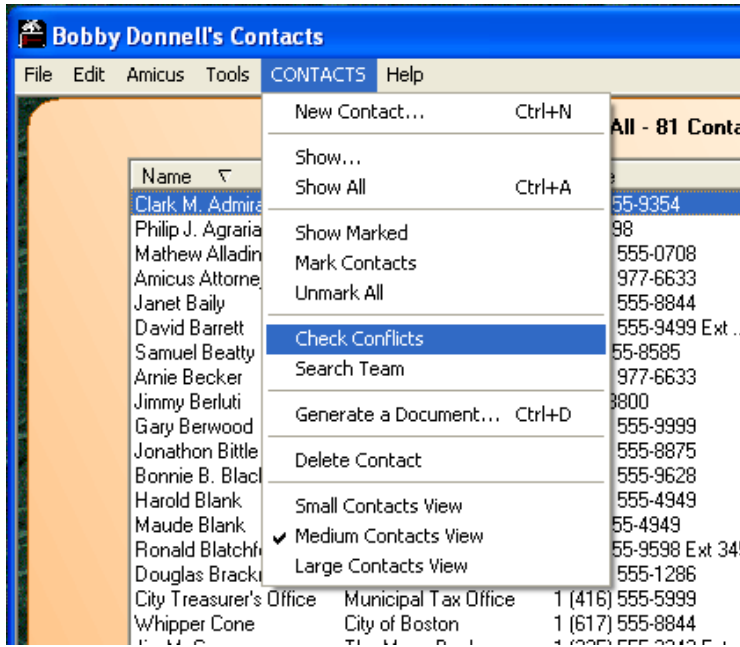 Bobby Donnell's Contacts
File Edit Amicus Tools CONTACTS Help
New Contact... Ctrl+N
Show...
Show All Ctrl+A
Show Marked
Mark Contacts
Unmark All
Check Conflicts
Search Team
Generate a Document... Ctrl+D
Delete Contact
Small Contacts View
Medium Contacts View
Large Contacts View
All - 81 Conta
Name
Clark M. Admira 55-9354
Philip J. Agraria 98
Mathew Alladin 555-0708
Amicus Attorne 977-6633
Janet Baily 555-8844
David Barrett 555-9499 Ext ..
Samuel Beatty 55-8585
Arnie Becker 977-6633
Jimmy Berluti 3800
Gary Berwood 555-9999
Jonathon Bittle 555-8875
Bonnie B. Black 555-9628
Harold Blank 555-4949
Maude Blank 55-4949
Ronald Blatchf 55-9598 Ext 345
Douglas Brack 555-1286
City Treasurer's Office Municipal Tax Office 1 (416) 555-5999
Whipper Cone City of Boston 1 (617) 555-8844